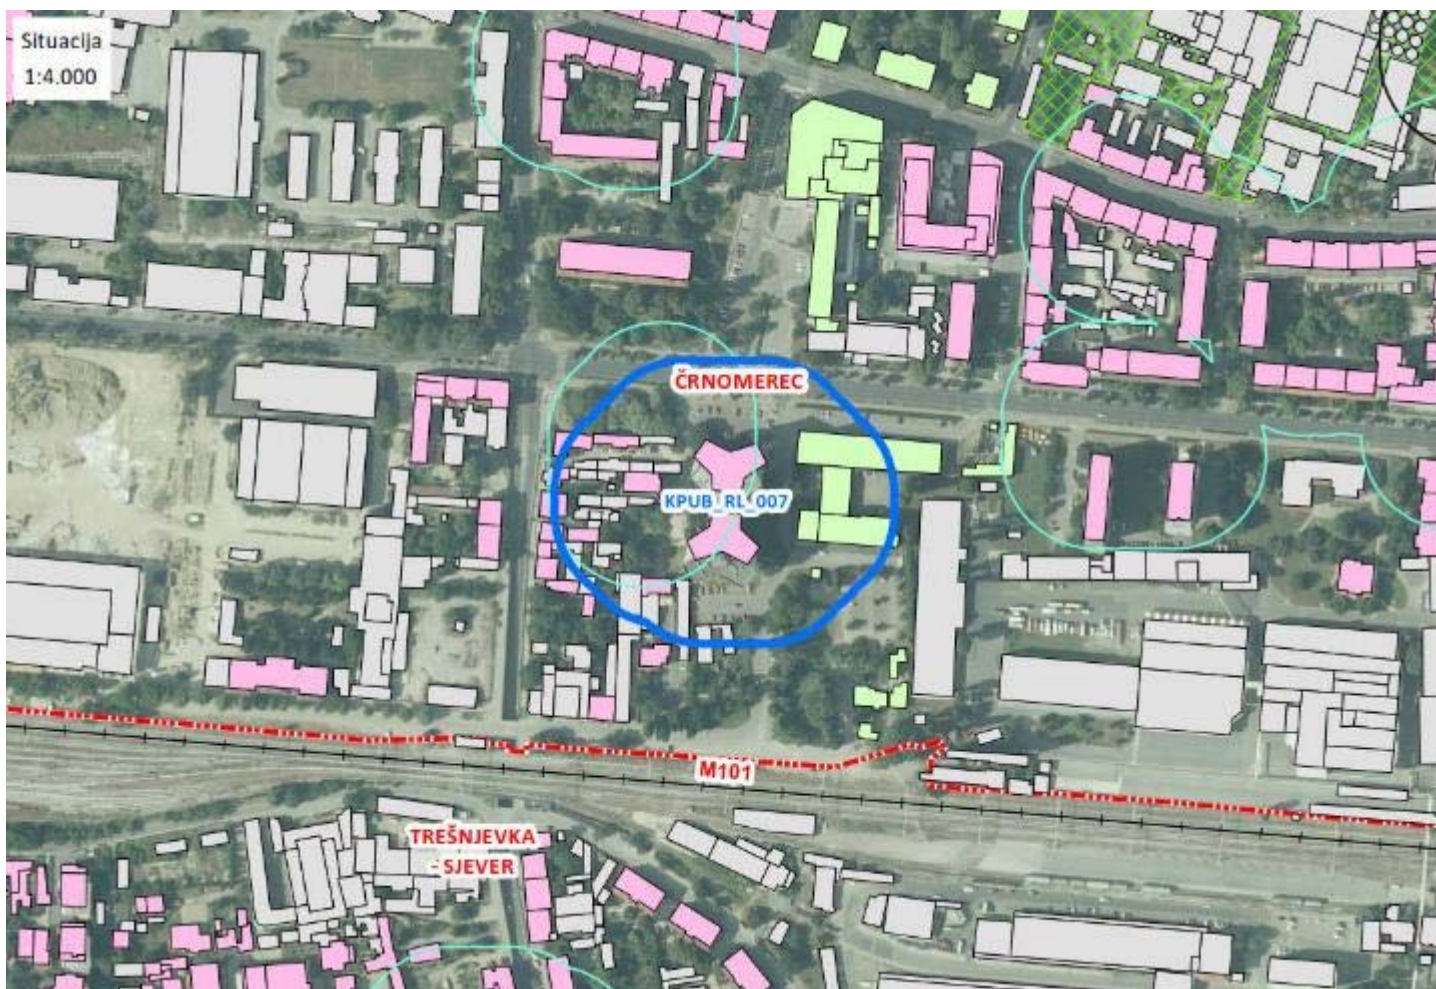 Situacija
1:4.000
ČRNOMEREC
KPUB_RL_007
M101
TREŠNJEVKA
- SJEVER